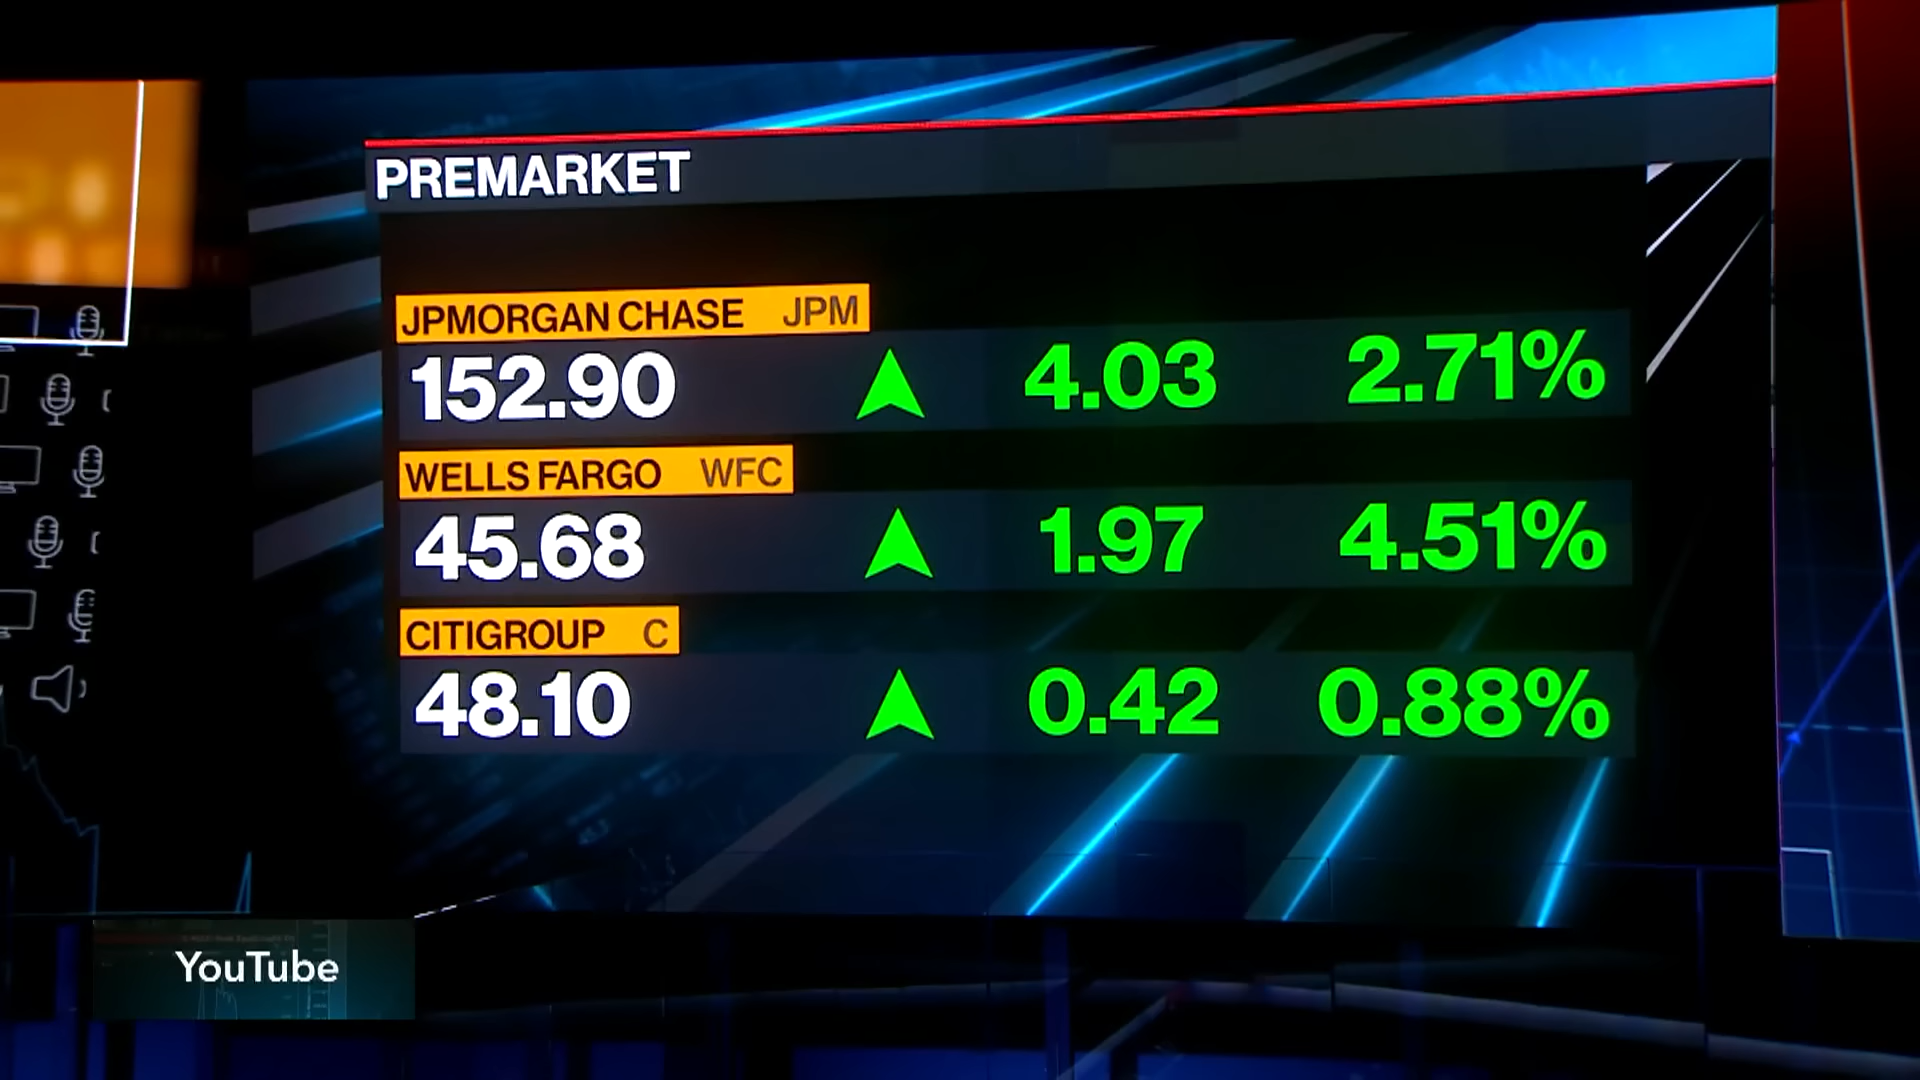 PREMARKET
JPMORGAN CHASE JPM
152.90 ▲ 4.03 2.71%
WELLS FARGO WFC
45.68 ▲ 1.97 4.51%
CITIGROUP C
48.10 ▲ 0.42 0.88%
YouTube